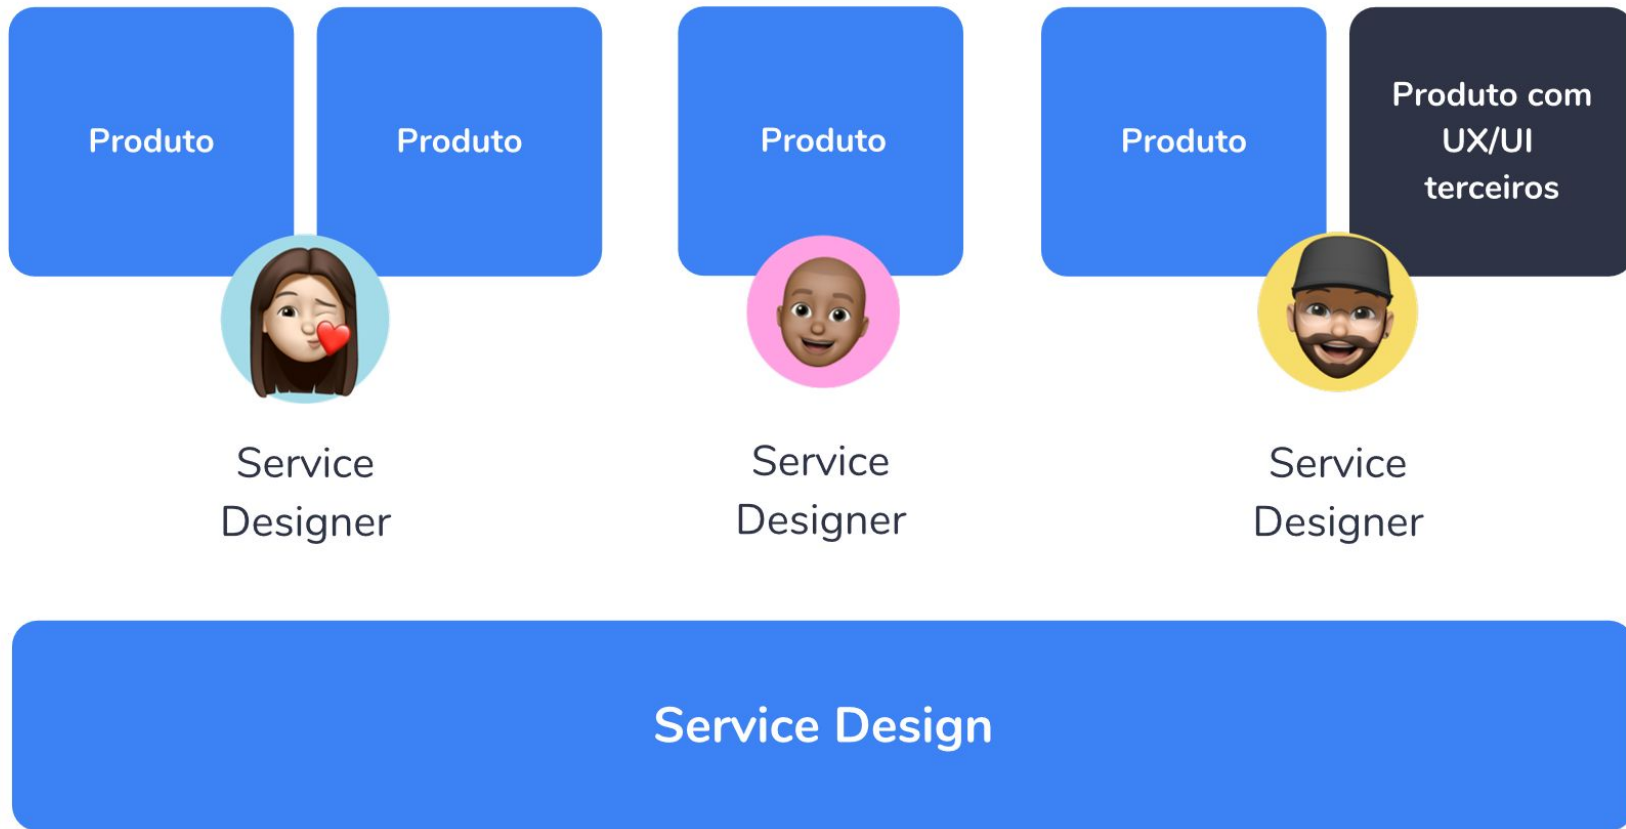 Produto
Produto
Produto
Produto
Produto com
UX/UI
terceiros
Service
Designer
Service
Designer
Service
Designer
Service Design